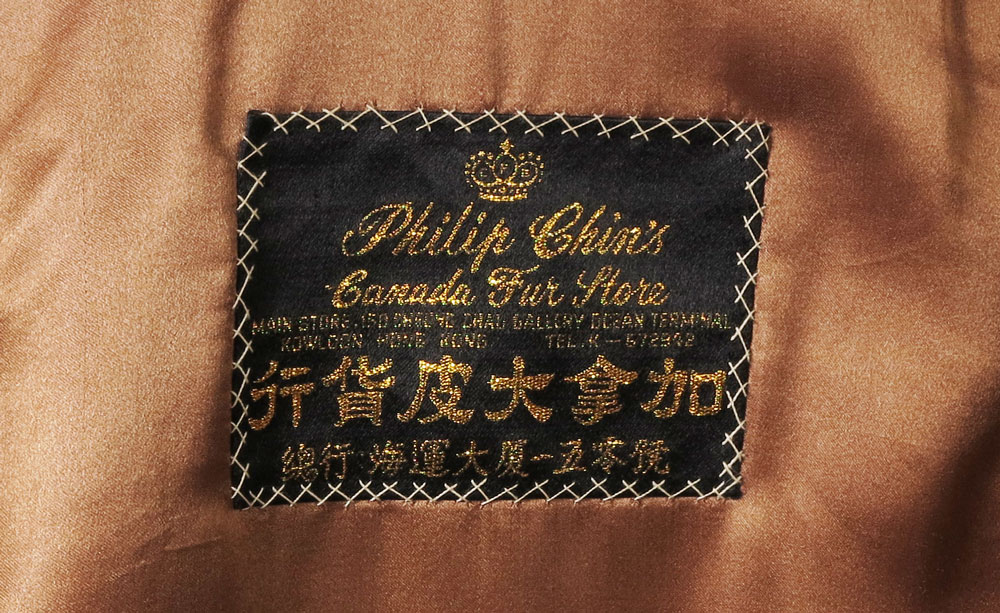 Philip Chin's
Canada Fur Store
MAIN STORE, 150 CHEUNG CHAU GALLERY OCEAN TERMINAL
KOWLOON HONG KONG TEL. K—
加拿大皮貨行
總行:海運大廈一五零號